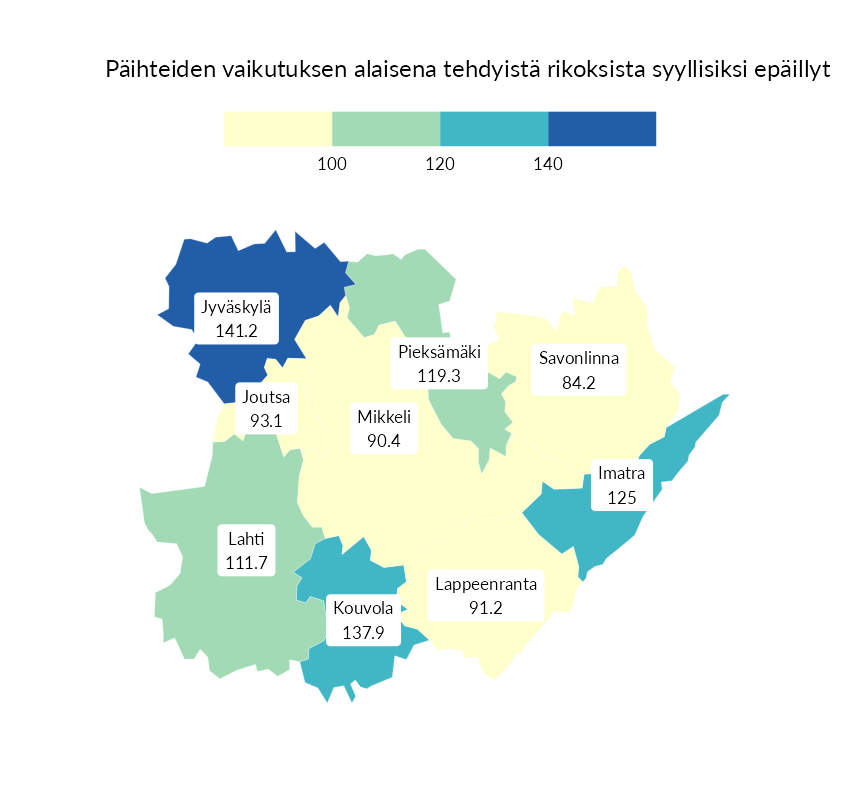 Päihteiden vaikutuksen alaisena tehdyistä rikoksista syyllisiksi epäillyt
100 120 140
Jyväskylä
141.2
Pieksämäki
119.3
Savonlinna
84.2
Joutsa
93.1
Mikkeli
90.4
Imatra
125
Lahti
111.7
Lappeenranta
91.2
Kouvola
137.9